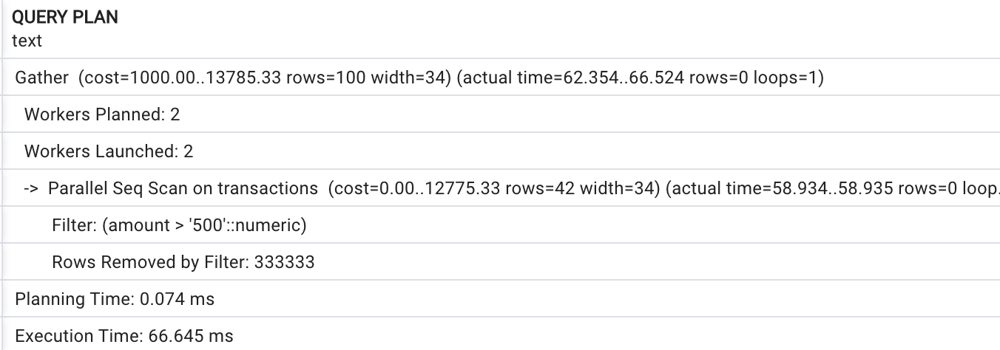 QUERY PLAN
text
Gather  (cost=1000.00..13785.33 rows=100 width=34) (actual time=62.354..66.524 rows=0 loops=1)
Workers Planned: 2
Workers Launched: 2
->  Parallel Seq Scan on transactions  (cost=0.00..12775.33 rows=42 width=34) (actual time=58.934..58.935 rows=0 loop.
Filter: (amount > '500'::numeric)
Rows Removed by Filter: 333333
Planning Time: 0.074 ms
Execution Time: 66.645 ms